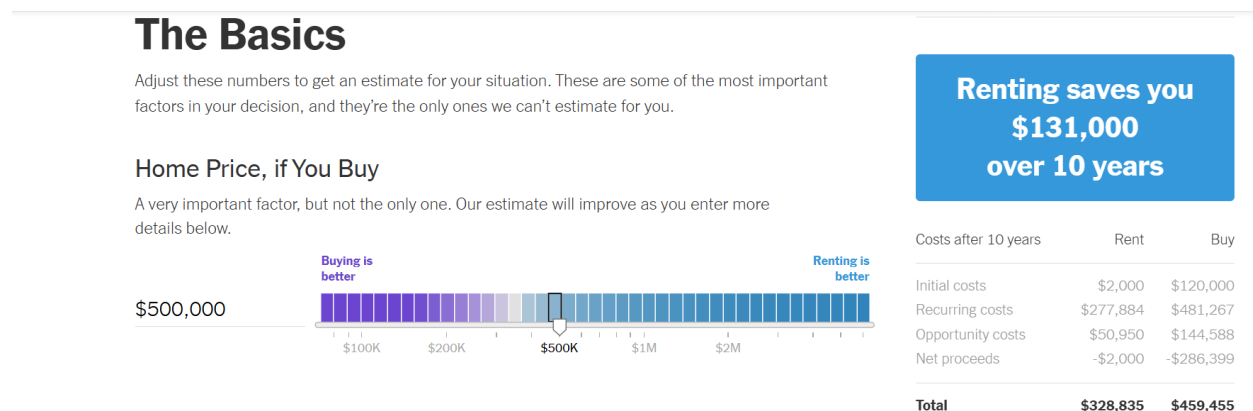 The Basics
Adjust these numbers to get an estimate for your situation. These are some of the most important
factors in your decision, and they're the only ones we can't estimate for you.
Home Price, if You Buy
A very important factor, but not the only one. Our estimate will improve as you enter more
details below.
Buying is
better
Renting is
better
$500,000
$100K $200K $500K $1M $2M
Renting saves you
$131,000
over 10 years
Costs after 10 years Rent Buy
Initial costs $2,000 $120,000
Recurring costs $277,884 $481,267
Opportunity costs $50,950 $144,588
Net proceeds -$2,000 -$286,399
Total $328,835 $459,455